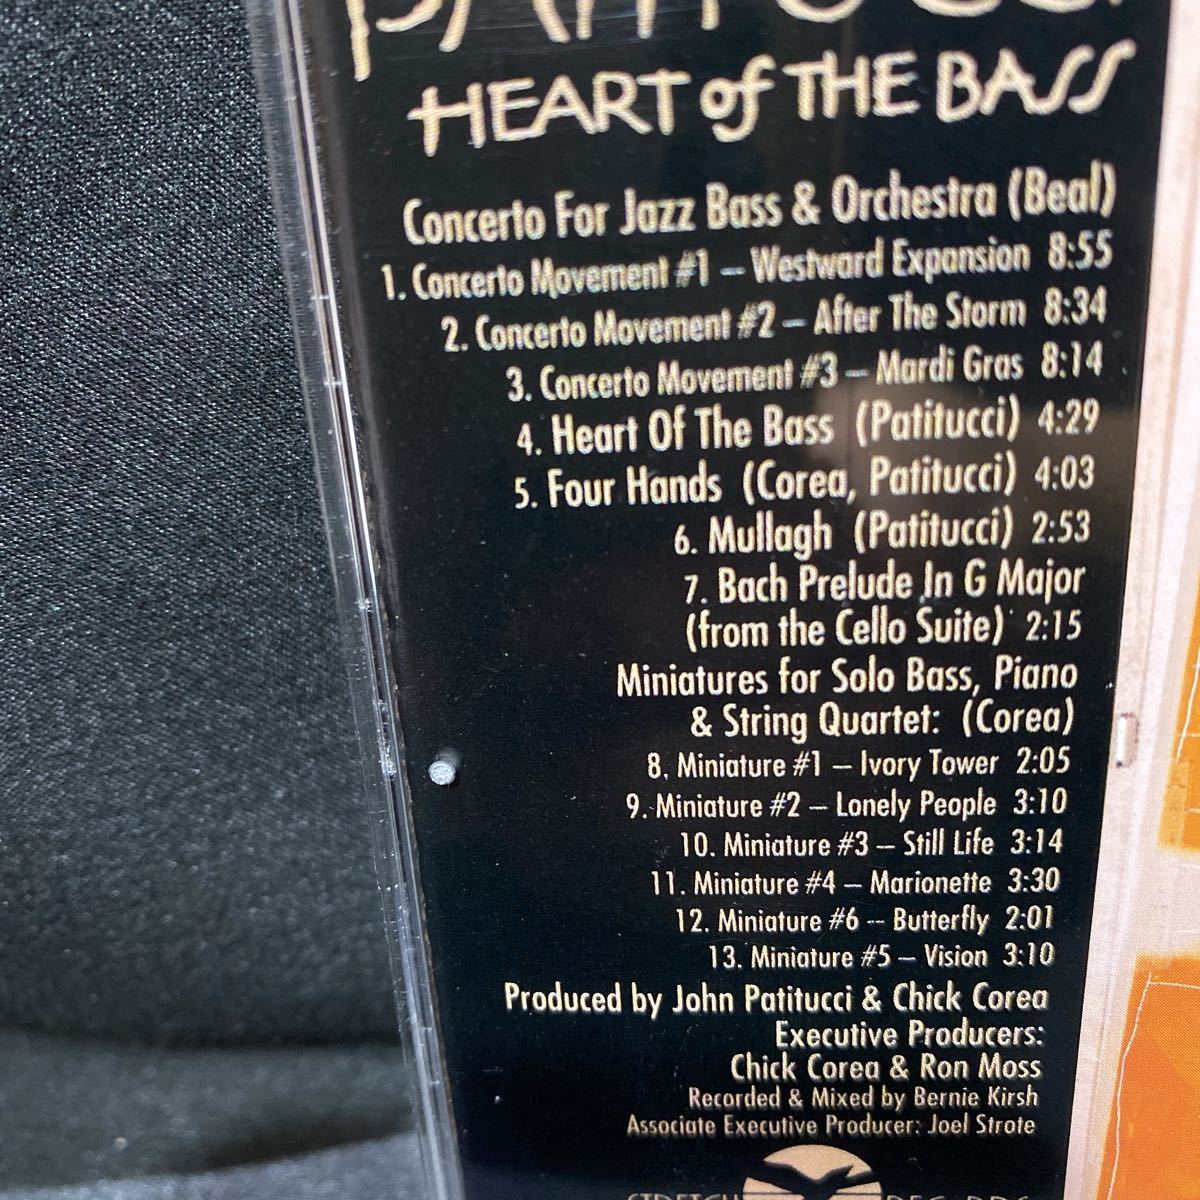 PATITUCCI
HEART of THE BASS
Concerto For Jazz Bass & Orchestra (Beal)
1. Concerto Movement #1 – Westward Expansion 8:55
2. Concerto Movement #2 – After The Storm 8:34
3. Concerto Movement #3 – Mardi Gras 8:14
4. Heart Of The Bass (Patitucci) 4:29
5. Four Hands (Corea, Patitucci) 4:03
6. Mullagh (Patitucci) 2:53
7. Bach Prelude In G Major
(from the Cello Suite) 2:15
Miniatures for Solo Bass, Piano
& String Quartet: (Corea)
8. Miniature #1 – Ivory Tower 2:05
9. Miniature #2 – Lonely People 3:10
10. Miniature #3 – Still Life 3:14
11. Miniature #4 – Marionette 3:30
12. Miniature #6 – Butterfly 2:01
13. Miniature #5 – Vision 3:10
Produced by John Patitucci & Chick Corea
Executive Producers:
Chick Corea & Ron Moss
Recorded & Mixed by Bernie Kirsh
Associate Executive Producer: Joel Strote
STRETCH RECORDS